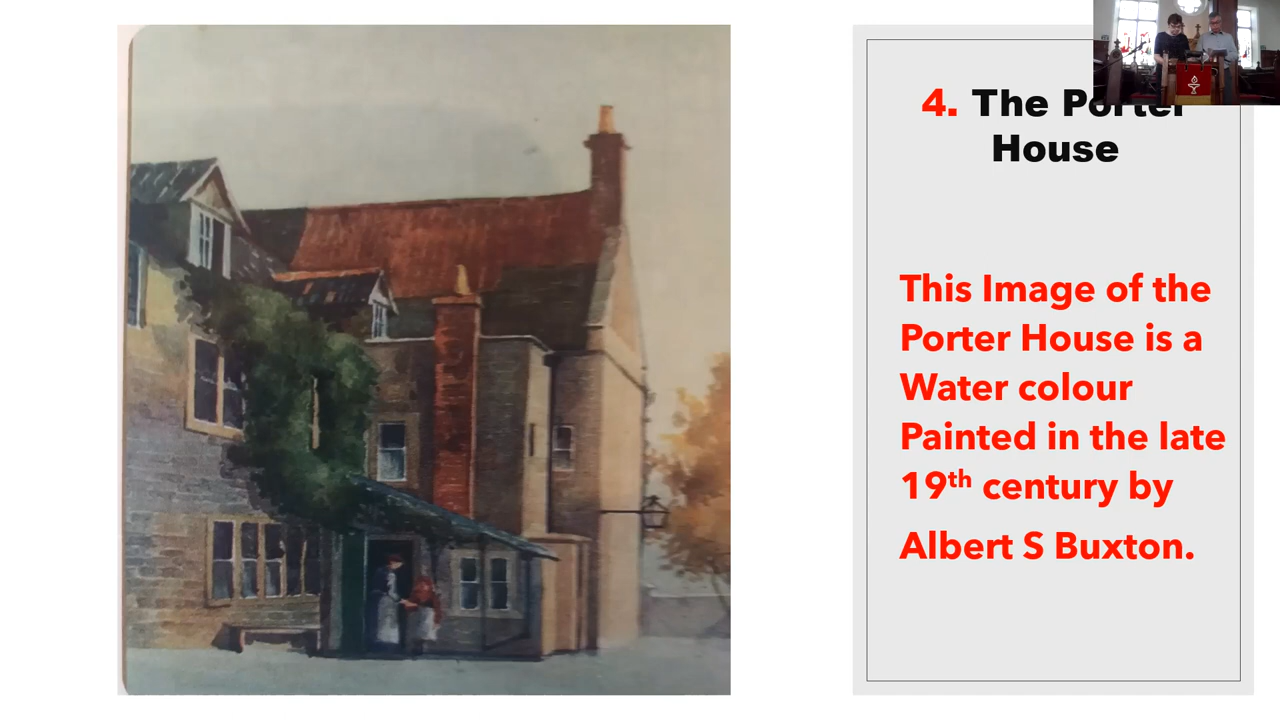 4. The Porter
House
This Image of the
Porter House is a
Water colour
Painted in the late
19th century by
Albert S Buxton.